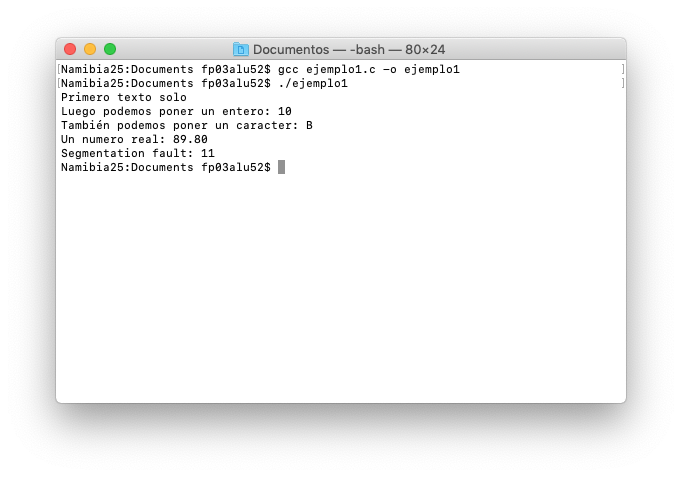 Documentos — -bash — 80×24
[Namibia25:Documents fp03alu52$ gcc ejemplo1.c -o ejemplo1 ]
[Namibia25:Documents fp03alu52$ ./ejemplo1 ]
Primero texto solo
Luego podemos poner un entero: 10
También podemos poner un caracter: B
Un numero real: 89.80
Segmentation fault: 11
Namibia25:Documents fp03alu52$